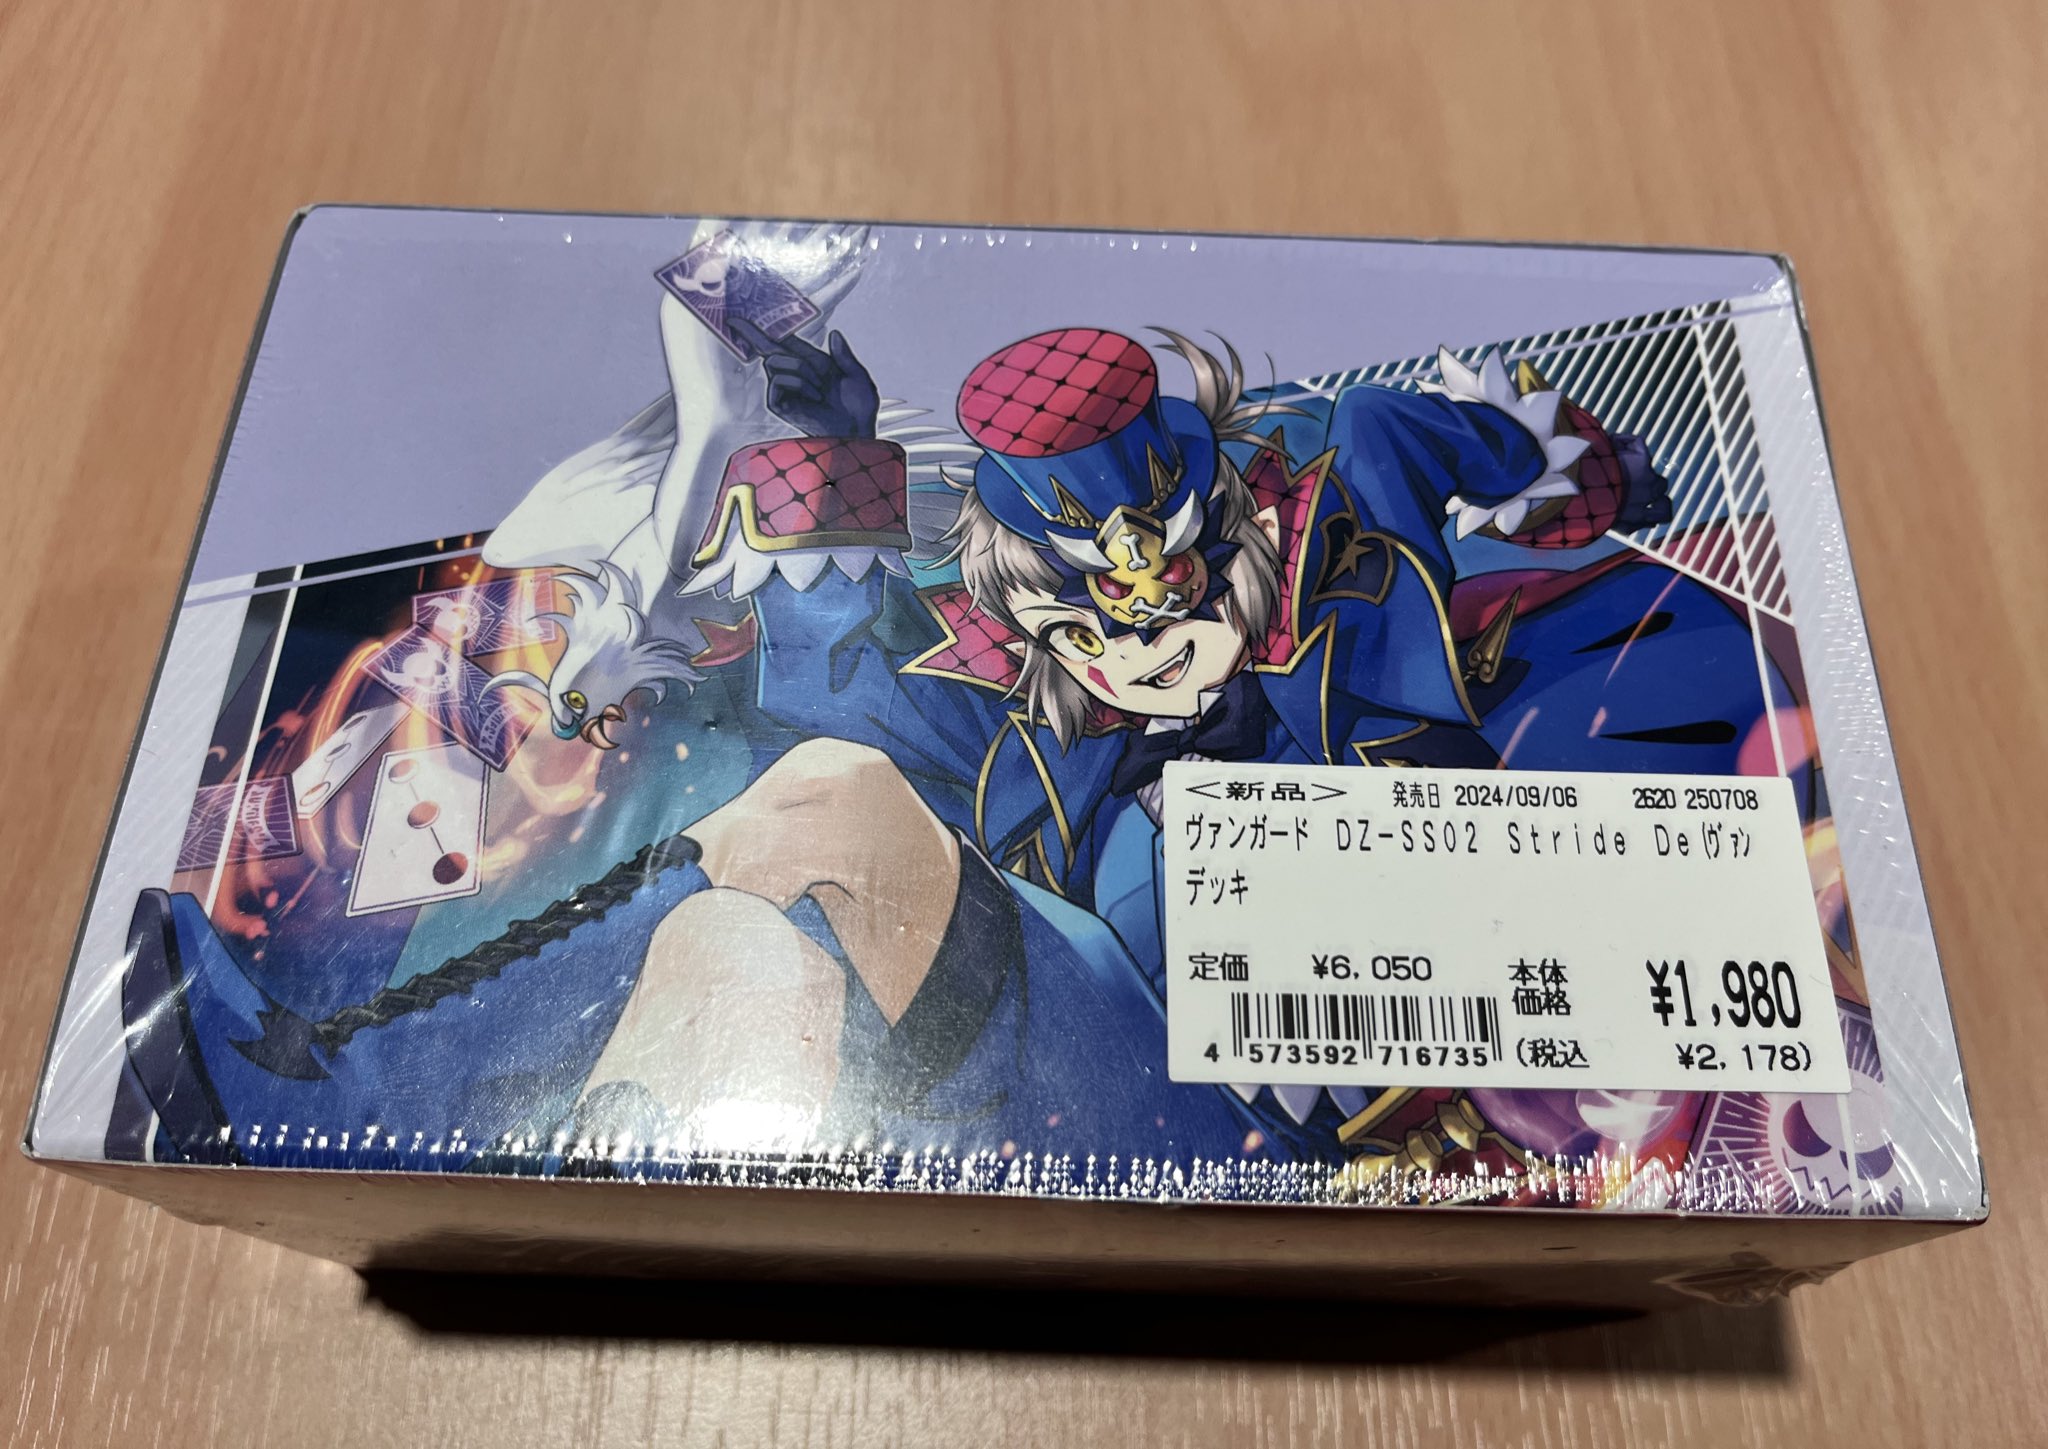 ＜新品＞ 発売日 2024/09/06 2620 250708
ヴァンガード DZ-SS02 Stride De(ヴァン
デッキ
定価 ¥6,050 本体価格 ¥1,980
4 573592 716735 (税込 ¥2,178)